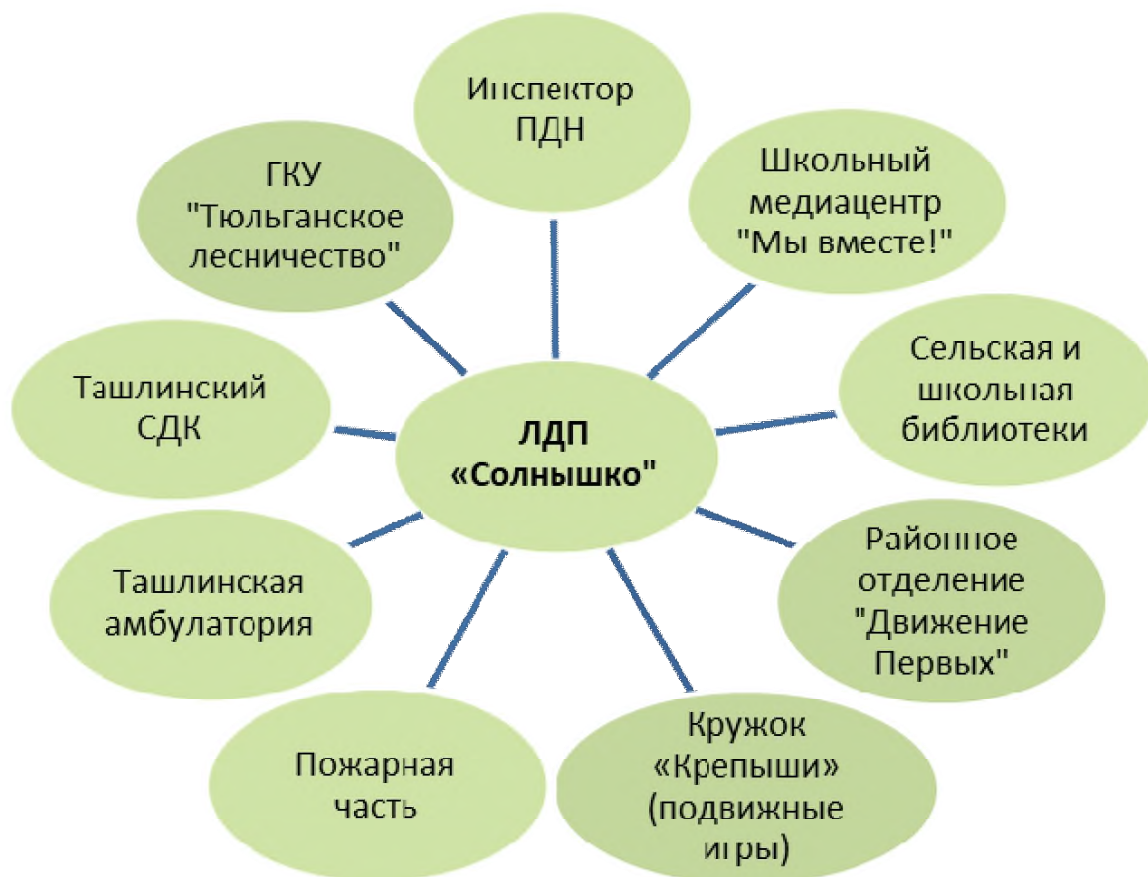 Инспектор
ПДН
Школьный
медиацентр
"Мы вместе!"
Сельская и
школьная
библиотеки
Районное
отделение
"Движение
Первых"
Кружок
«Крепыши»
(подвижные
игры)
Пожарная
часть
Ташлинская
амбулатория
Ташлинский
СДК
ГКУ
"Тюльганское
лесничество"
ЛДП
«Солнышко"